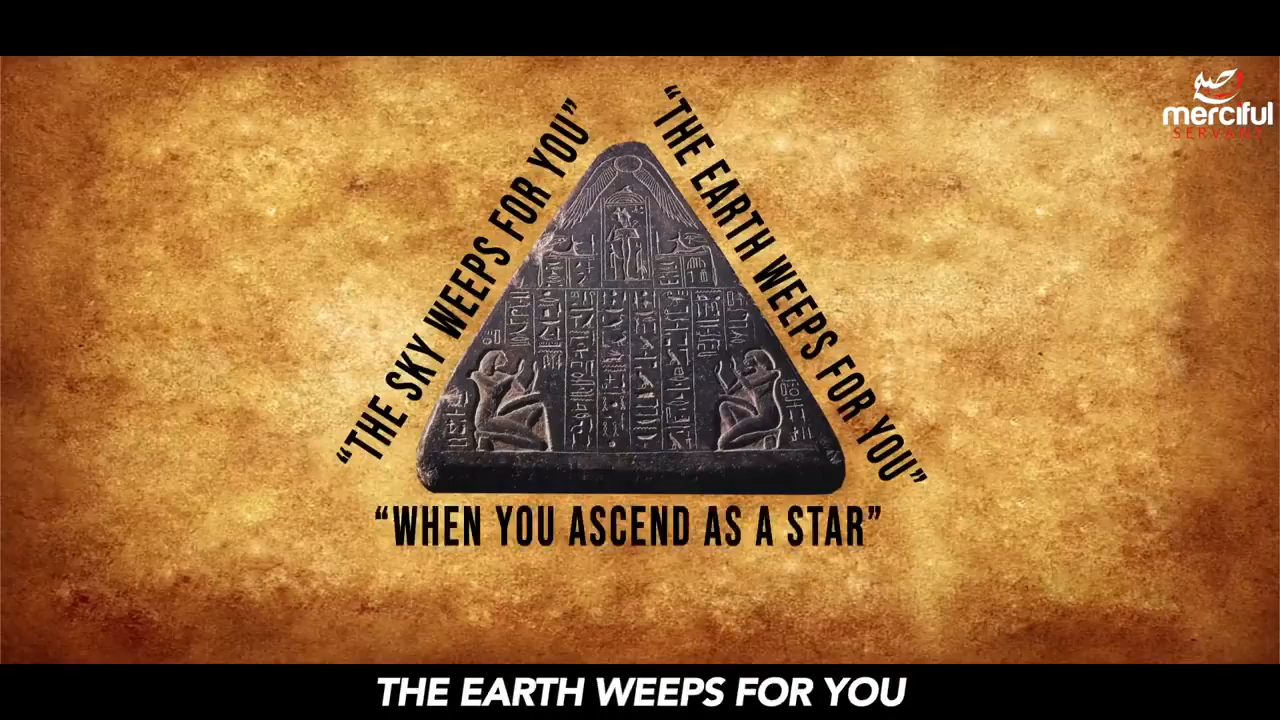 merciful
SERVANT
“THE SKY WEEPS FOR YOU”
“THE EARTH WEEPS FOR YOU”
“WHEN YOU ASCEND AS A STAR”
THE EARTH WEEPS FOR YOU